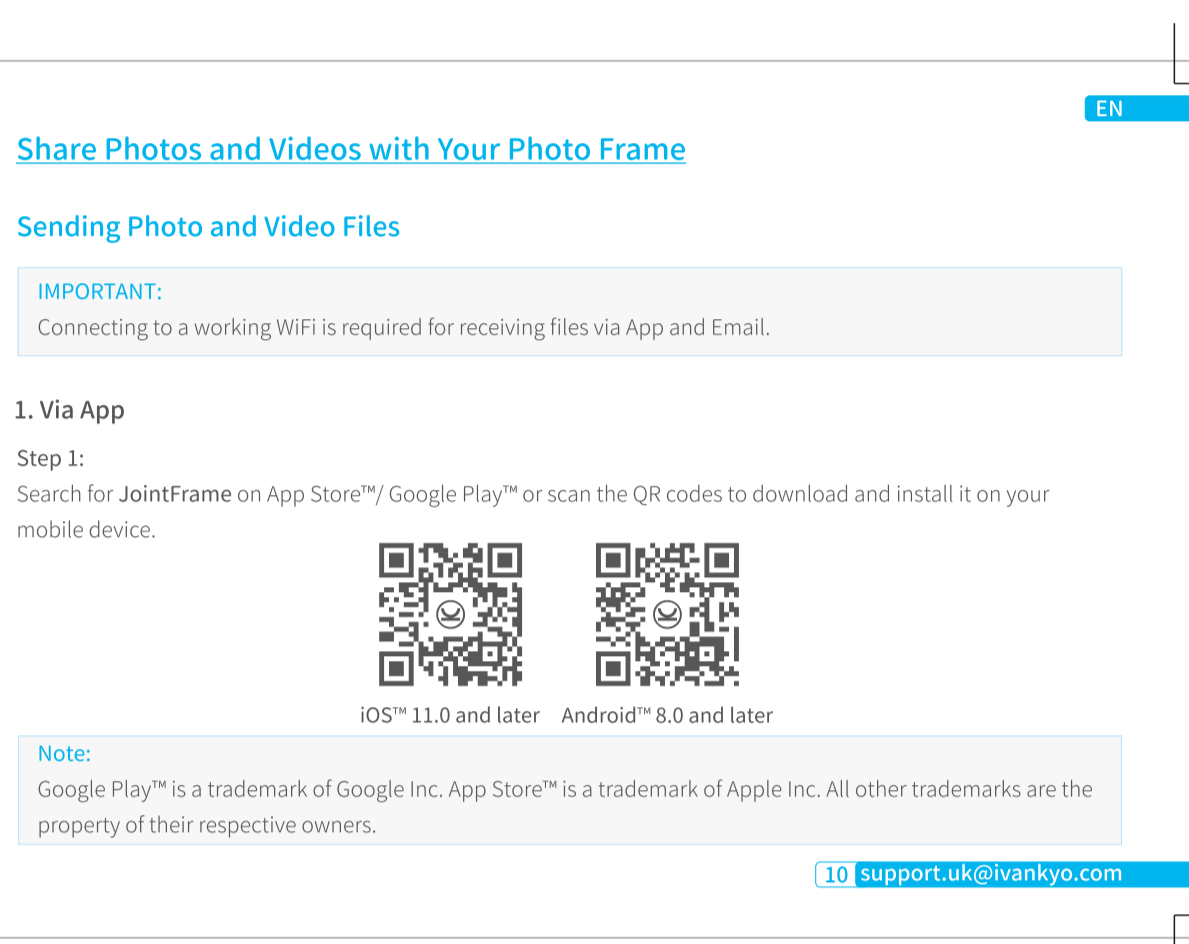 EN
Share Photos and Videos with Your Photo Frame
Sending Photo and Video Files
IMPORTANT:
Connecting to a working WiFi is required for receiving files via App and Email.
1. Via App
Step 1:
Search for JointFrame on App Store™/ Google Play™ or scan the QR codes to download and install it on your
mobile device.
iOS™ 11.0 and later Android™ 8.0 and later
Note:
Google Play™ is a trademark of Google Inc. App Store™ is a trademark of Apple Inc. All other trademarks are the
property of their respective owners.
10 support.uk@ivankyo.com